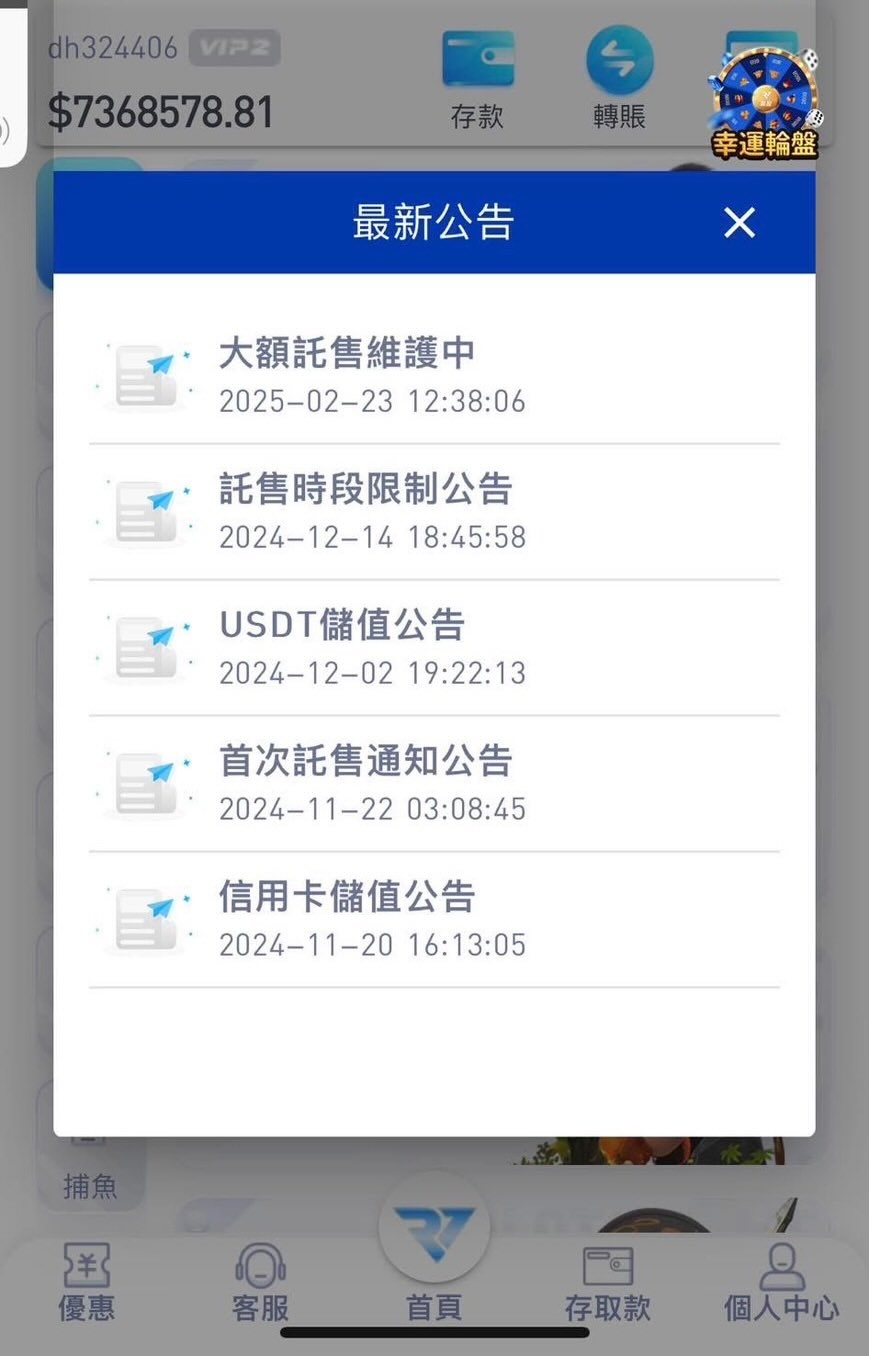 dh324406 VIP2
$7368578.81
存款
轉賬
幸運輪盤
最新公告
大額託售維護中
2025-02-23 12:38:06
託售時段限制公告
2024-12-14 18:45:58
USDT儲值公告
2024-12-02 19:22:13
首次託售通知公告
2024-11-22 03:08:45
信用卡儲值公告
2024-11-20 16:13:05
捕魚
優惠
客服
首頁
存取款
個人中心